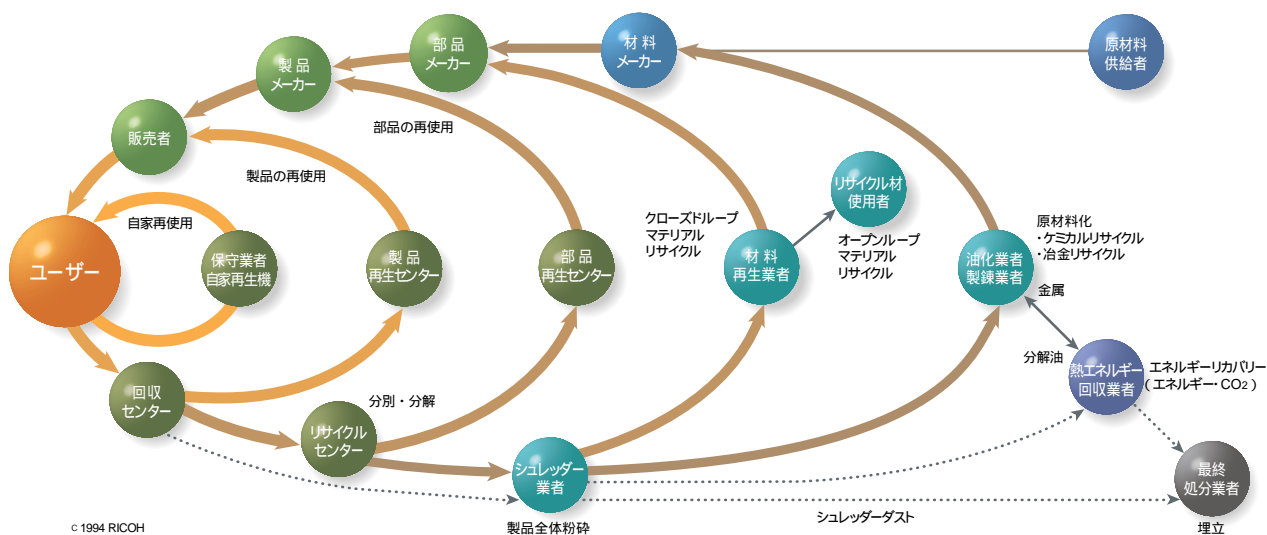 部品
メーカー
材料
メーカー
原材料
供給者
製品
メーカー
販売者
部品の再使用
製品の再使用
リサイクル材
使用者
自家再使用
クローズドループ
マテリアル
リサイクル
オープンループ
マテリアル
リサイクル
原材料化
・ケミカルリサイクル
・冶金リサイクル
ユーザー
保守業者
自家再生機
製品
再生センター
部品
再生センター
材料
再生業者
油化業者
製錬業者
金属
分解油
熱エネルギー
回収業者
エネルギーリカバリー
(エネルギー・CO2)
回収
センター
分別・分解
リサイクル
センター
シュレッダー
業者
製品全体粉砕
シュレッダーダスト
最終
処分業者
埋立
C 1994 RICOH